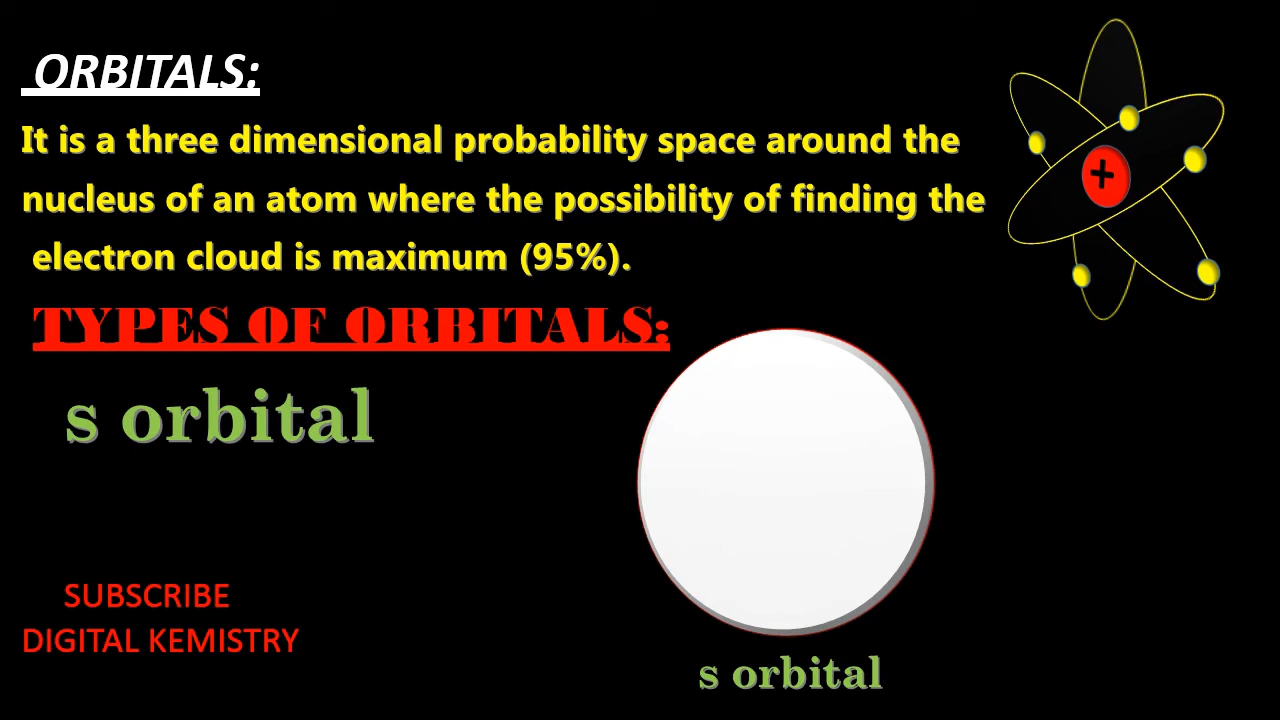 ORBITALS:
It is a three dimensional probability space around the
nucleus of an atom where the possibility of finding the
electron cloud is maximum (95%).
TYPES OF ORBITALS:
s orbital
+
SUBSCRIBE
DIGITAL KEMISTRY
s orbital